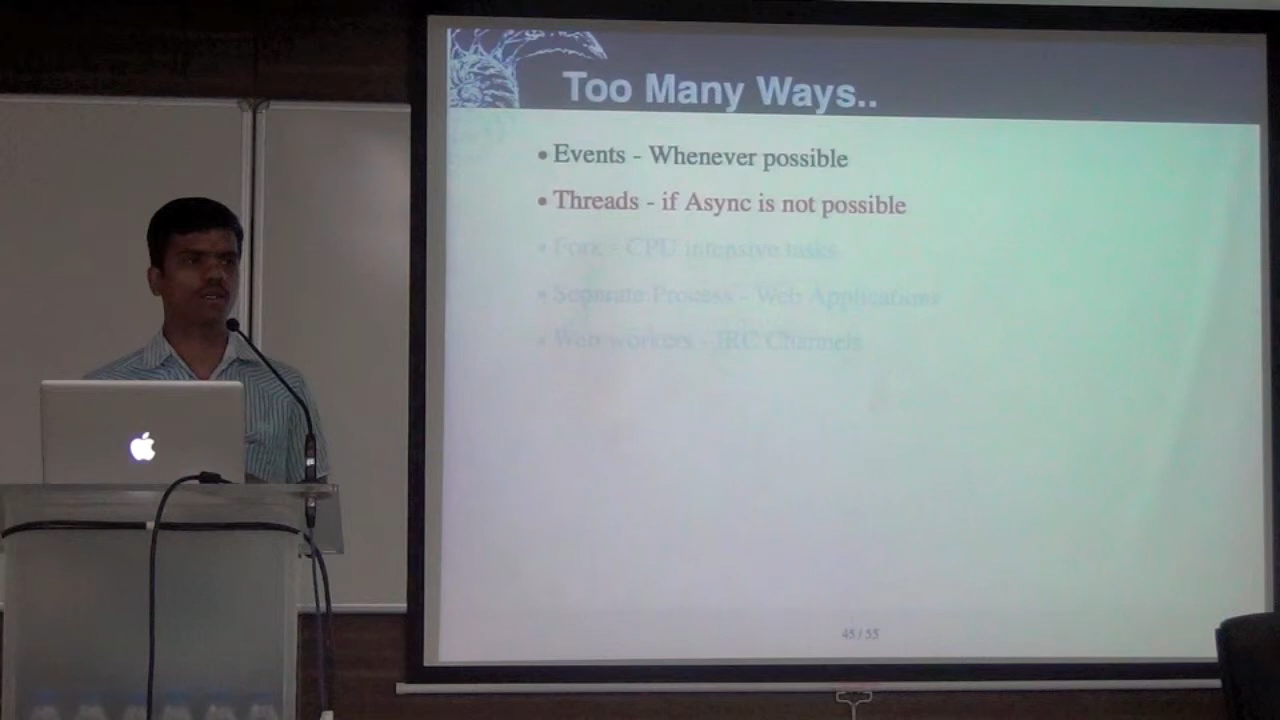 Too Many Ways..
• Events - Whenever possible
• Threads - if Async is not possible
• Fork - CPU intensive tasks
• Separate Process - Web Applications
• Web workers - IRC Channels
45 / 55